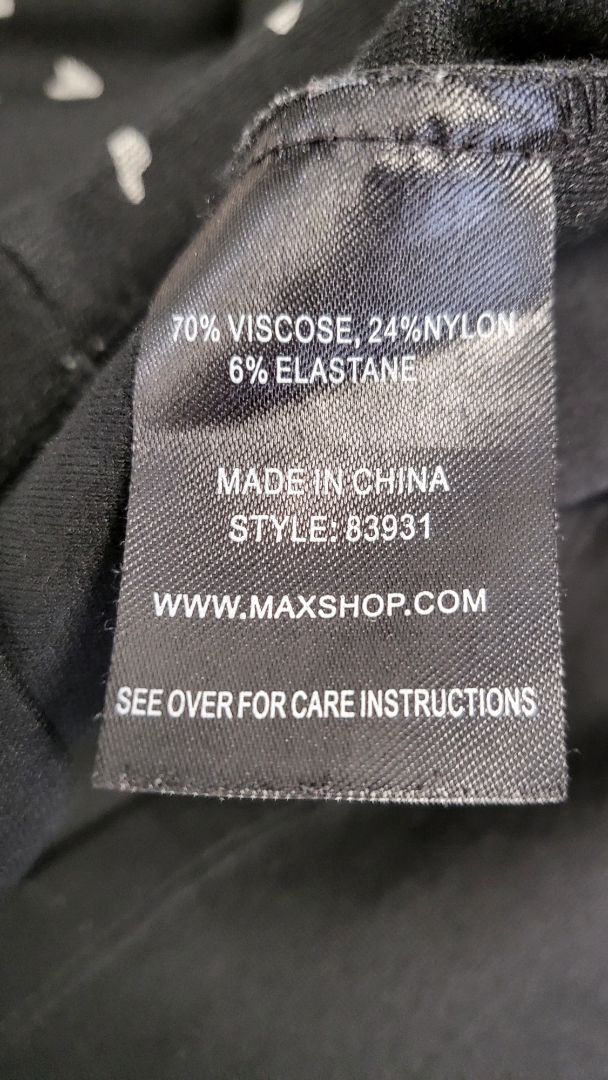 70% VISCOSE, 24%NYLON
6% ELASTANE
MADE IN CHINA
STYLE: 83931
WWW.MAXSHOP.COM
SEE OVER FOR CARE INSTRUCTIONS